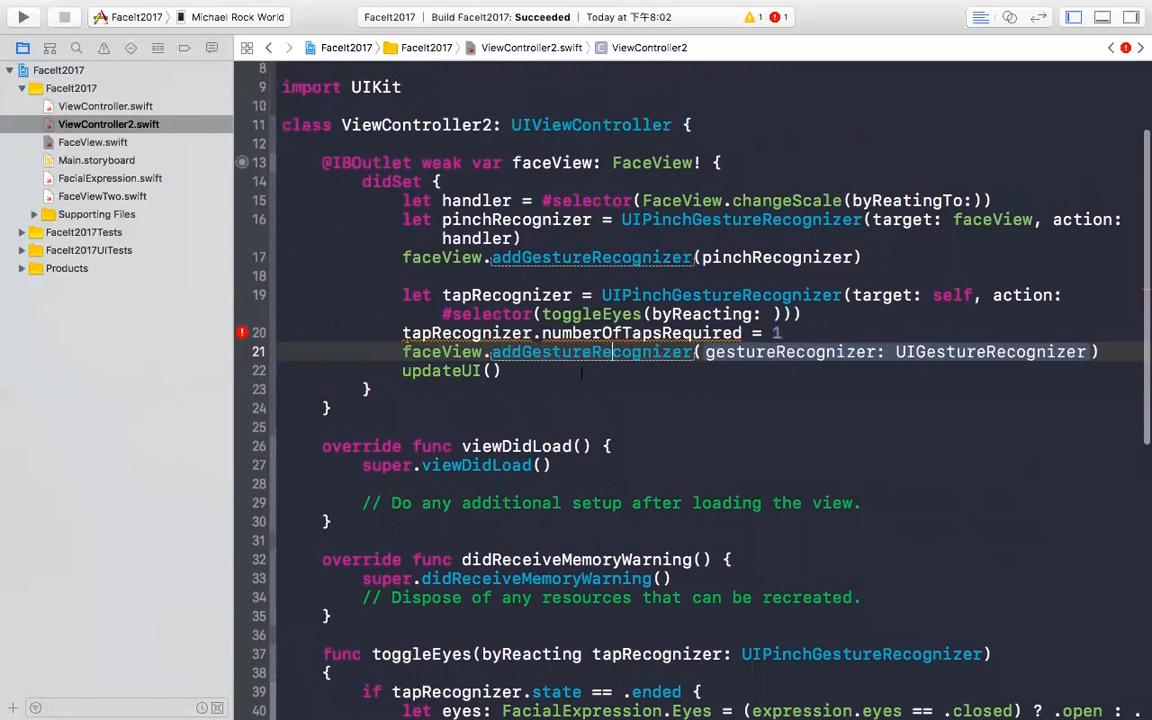 FaceIt2017 Michael Rock World
FaceIt2017 Build FaceIt2017: Succeeded Today at 下午8:02 1 1
FaceIt2017 FaceIt2017 ViewController2.swift ViewController2
FaceIt2017
FaceIt2017
ViewController.swift
ViewController2.swift
FaceView.swift
Main.storyboard
FacialExpression.swift
FaceViewTwo.swift
Supporting Files
FaceIt2017Tests
FaceIt2017UITests
Products
8
9 import UIKit
10
11 class ViewController2: UIViewController {
12
13 @IBOutlet weak var faceView: FaceView! {
14 didSet {
15 let handler = #selector(FaceView.changeScale(byReatingTo:))
16 let pinchRecognizer = UIPinchGestureRecognizer(target: faceView, action:
handler)
17 faceView.addGestureRecognizer(pinchRecognizer)
18
19 let tapRecognizer = UIPinchGestureRecognizer(target: self, action:
#selector(toggleEyes(byReacting: )))
20 tapRecognizer.numberOfTapsRequired = 1
21 faceView.addGestureRecognizer(gestureRecognizer: UIGestureRecognizer)
22 updateUI()
23 }
24 }
25
26 override func viewDidLoad() {
27 super.viewDidLoad()
28
29 // Do any additional setup after loading the view.
30 }
31
32 override func didReceiveMemoryWarning() {
33 super.didReceiveMemoryWarning()
34 // Dispose of any resources that can be recreated.
35 }
36
37 func toggleEyes(byReacting tapRecognizer: UIPinchGestureRecognizer)
38 {
39 if tapRecognizer.state == .ended {
40 let eyes: FacialExpression.Eyes = (expression.eyes == .closed) ? .open : .